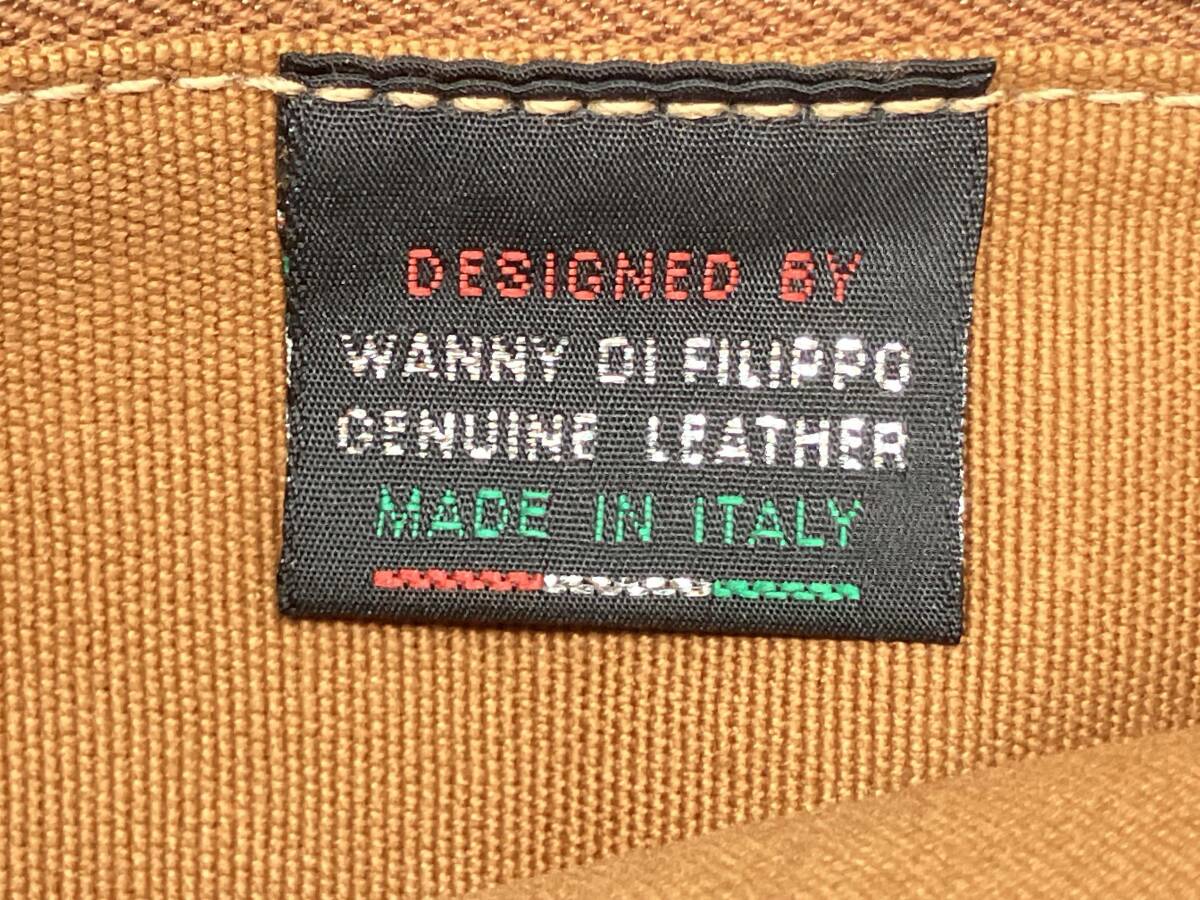 DESIGNED BY
WANNY DI FILIPPO
GENUINE LEATHER
MADE IN ITALY